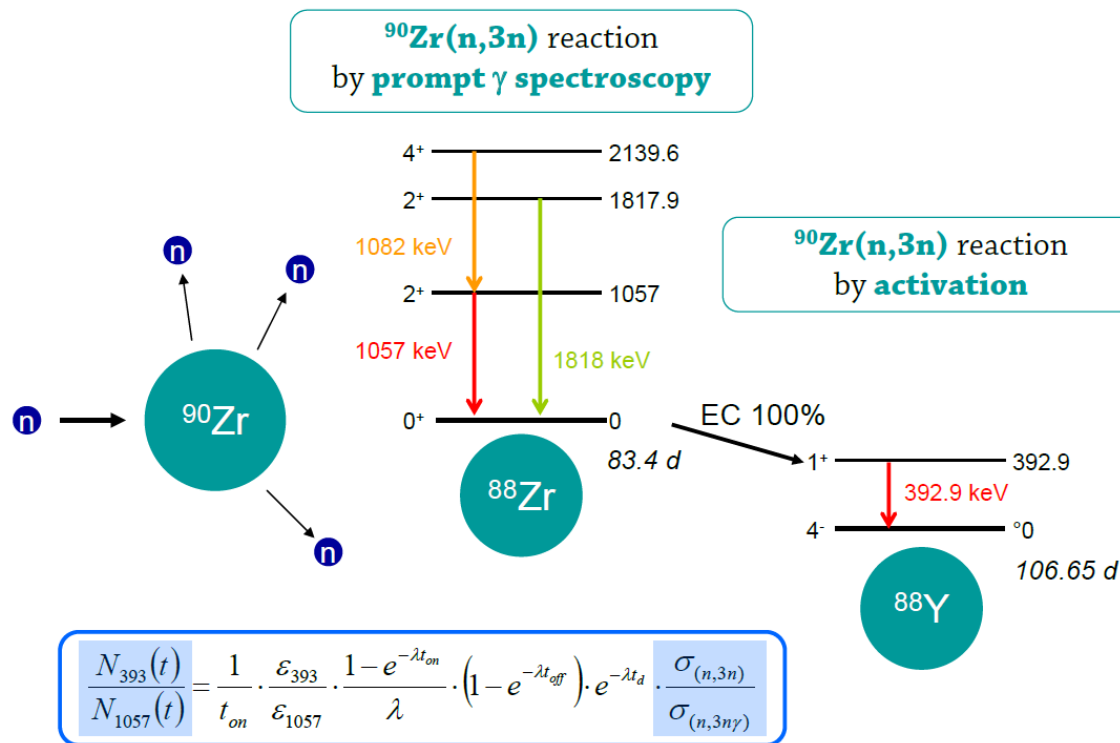 ⁹⁰Zr(n,3n) reaction
by prompt γ spectroscopy
4⁺ 2139.6
2⁺ 1817.9
1082 keV
2⁺ 1057
1057 keV
1818 keV
0⁺ 0
83.4 d
⁸⁸Zr
n
n
n
⁹⁰Zr
n
⁹⁰Zr(n,3n) reaction
by activation
EC 100%
1⁺ 392.9
392.9 keV
4⁻ °0
106.65 d
⁸⁸Y
N₃₉₃(t)/N₁₀₅₇(t) = 1/t_on · ε₃₉₃/ε₁₀₅₇ · (1−e^(−λt_on))/λ · (1−e^(−λt_off)) · e^(−λt_d) · σ_(n,3n)/σ_(n,3nγ)